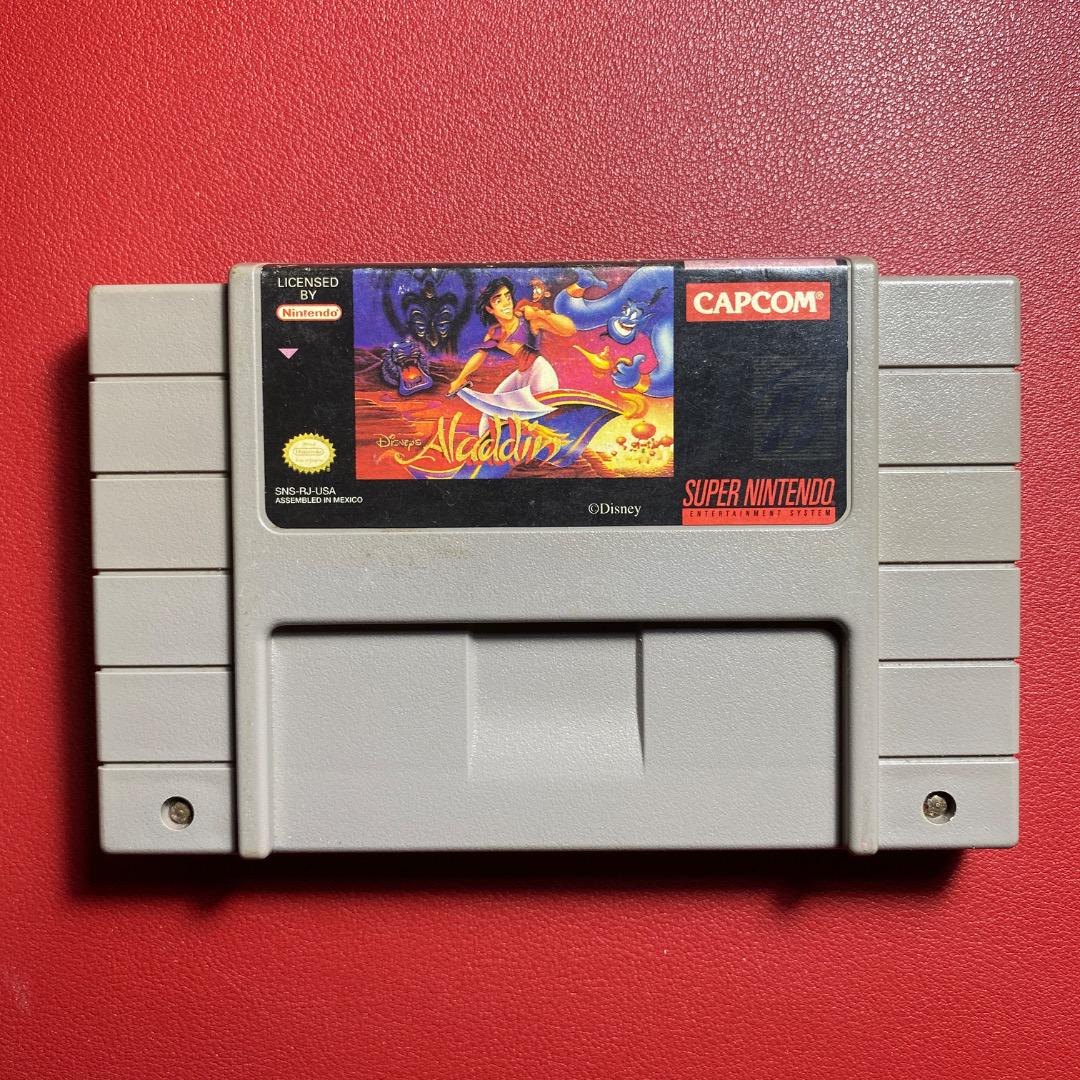 LICENSED
BY
Nintendo®
CAPCOM®
Disney's
Aladdin
SNS-RJ-USA
ASSEMBLED IN MEXICO
©Disney
SUPER NINTENDO
ENTERTAINMENT SYSTEM